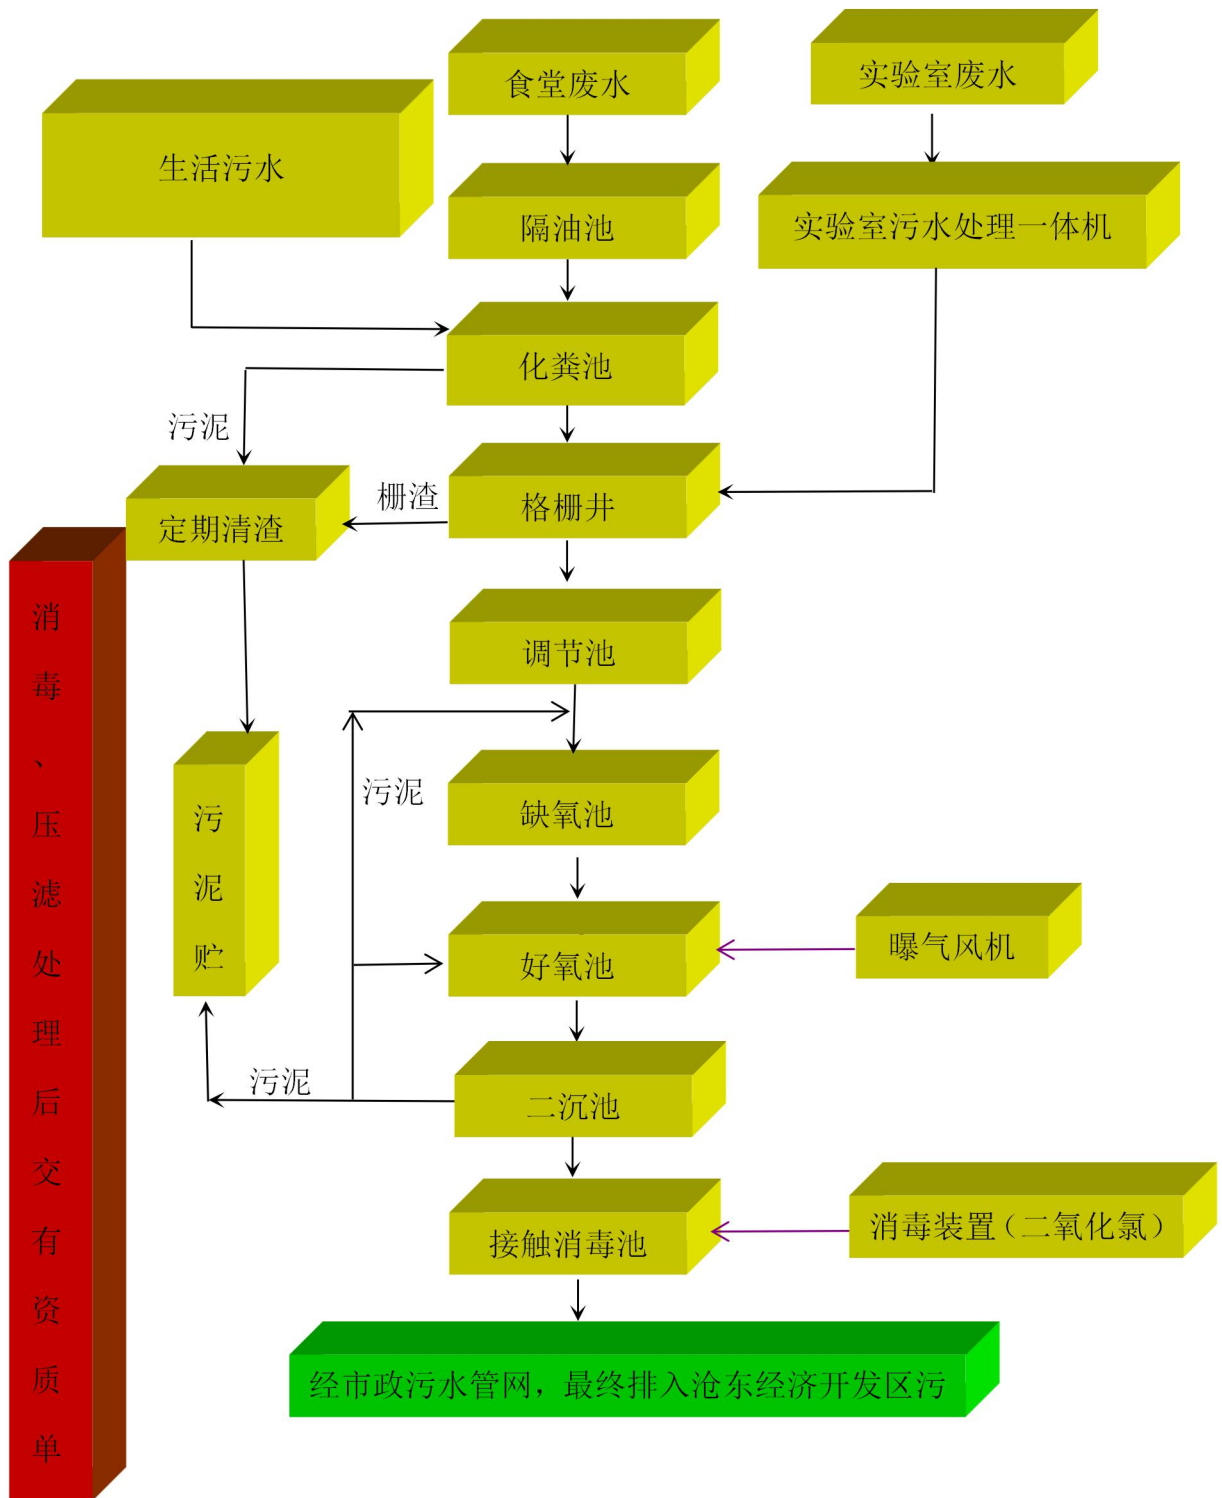 食堂废水
实验室废水
生活污水
隔油池
实验室污水处理一体机
化粪池
污泥
栅渣
格栅井
定期清渣
消毒、压滤处理后交有资质单
调节池
污泥
缺氧池
污泥贮
好氧池
曝气风机
污泥
二沉池
接触消毒池
消毒装置（二氧化氯）
经市政污水管网，最终排入沧东经济开发区污